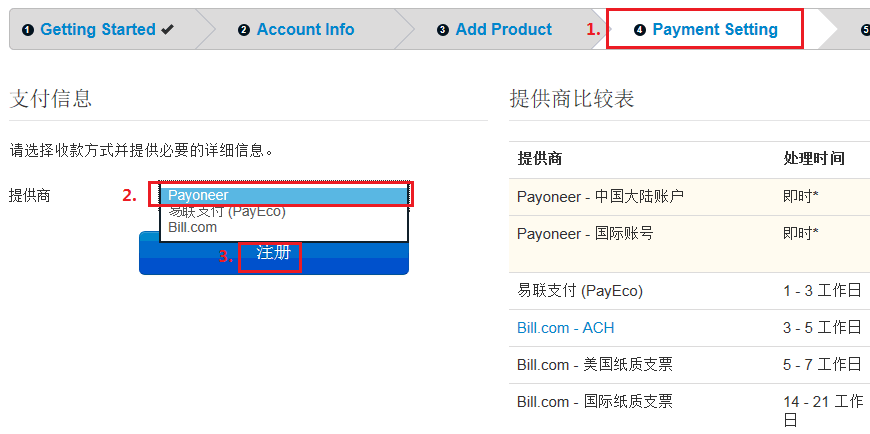 1 Getting Started ✔ 2 Account Info 3 Add Product 1. 4 Payment Setting 5
支付信息
请选择收款方式并提供必要的详细信息。
提供商 2. Payoneer
易联支付 (PayEco)
Bill.com
3. 注册
提供商比较表
提供商 处理时间
Payoneer - 中国大陆账户 即时*
Payoneer - 国际账号 即时*
易联支付 (PayEco) 1 - 3 工作日
Bill.com - ACH 3 - 5 工作日
Bill.com - 美国纸质支票 5 - 7 工作日
Bill.com - 国际纸质支票 14 - 21 工作
日